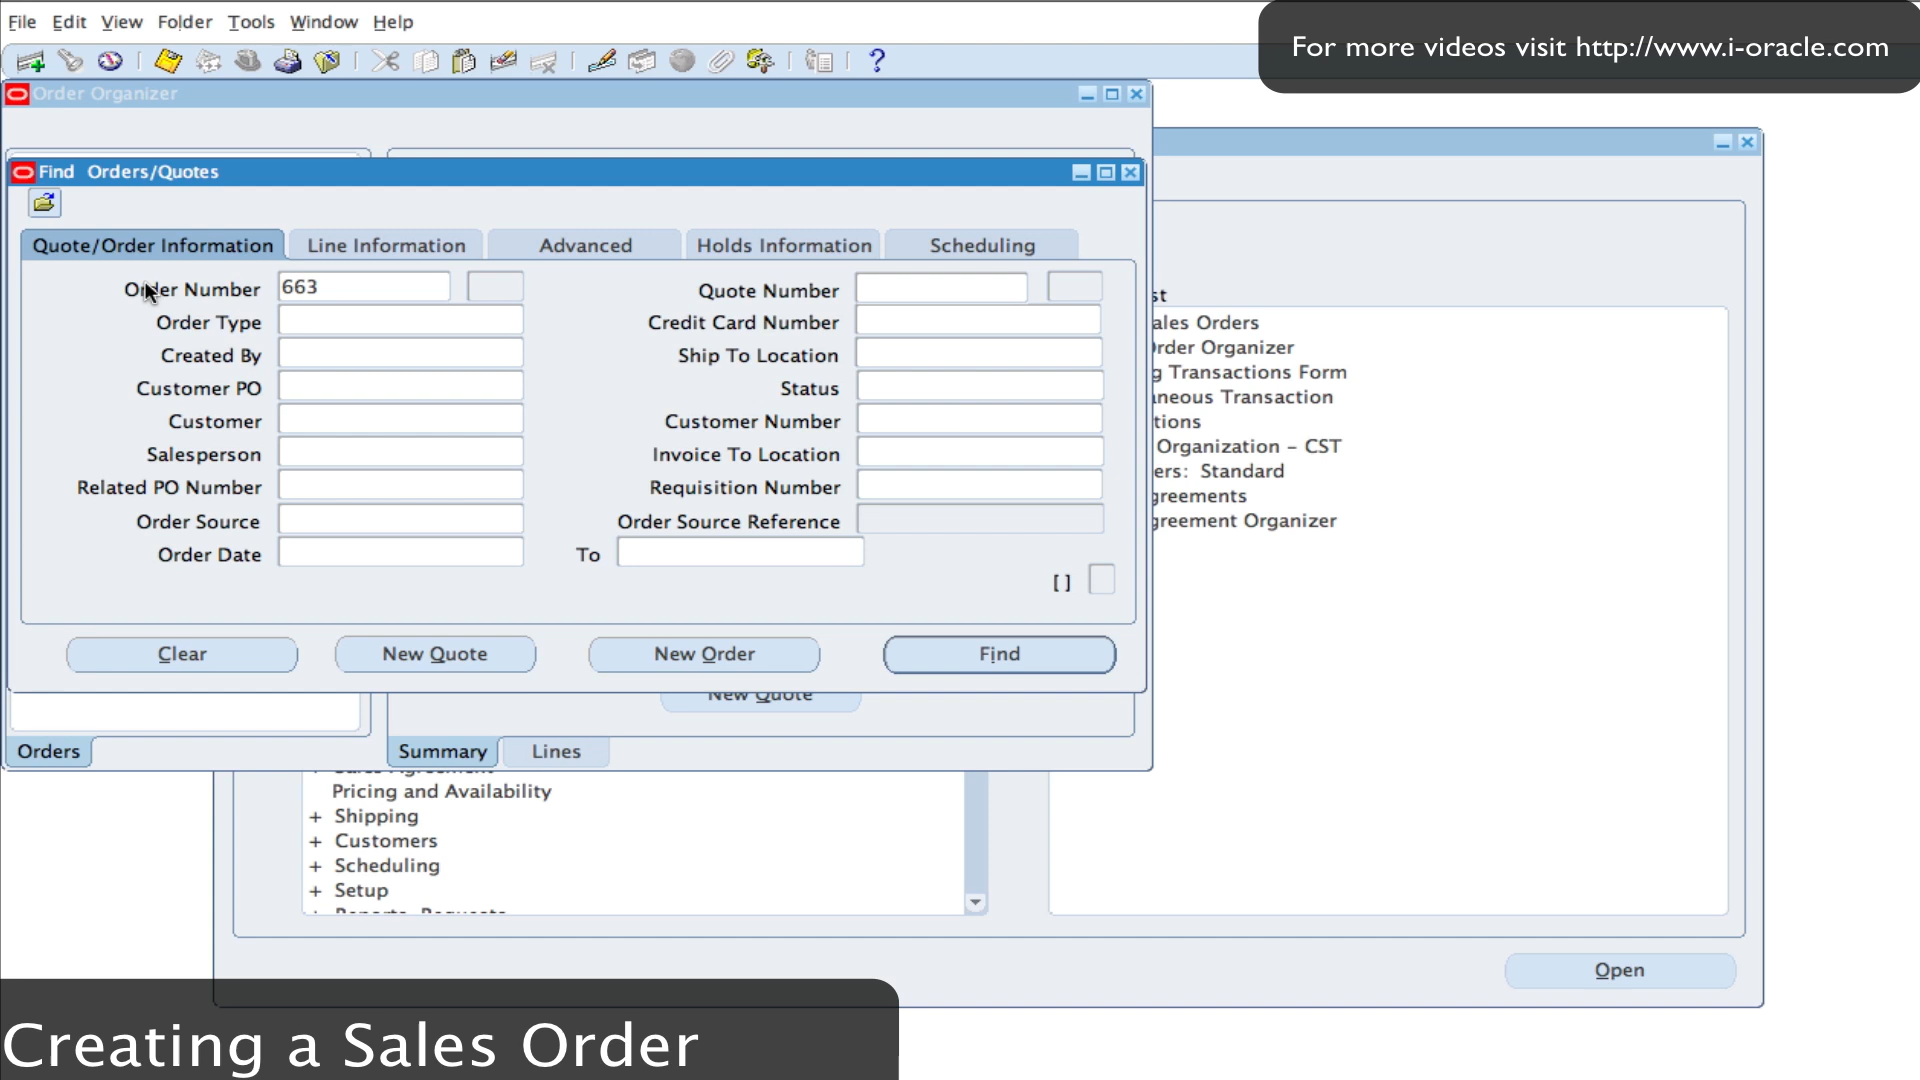 File Edit View Folder Tools Window Help
For more videos visit http://www.i-oracle.com
Order Organizer
Find Orders/Quotes
Quote/Order Information Line Information Advanced Holds Information Scheduling
Order Number 663 Quote Number
Order Type Credit Card Number
Created By Ship To Location
Customer PO Status
Customer Customer Number
Salesperson Invoice To Location
Related PO Number Requisition Number
Order Source Order Source Reference
Order Date To
[ ]
Clear New Quote New Order Find
New Quote
Orders Summary Lines
st
ales Orders
rder Organizer
g Transactions Form
neous Transaction
tions
Organization - CST
ers: Standard
greements
greement Organizer
Pricing and Availability
+ Shipping
+ Customers
+ Scheduling
+ Setup
Open
Creating a Sales Order